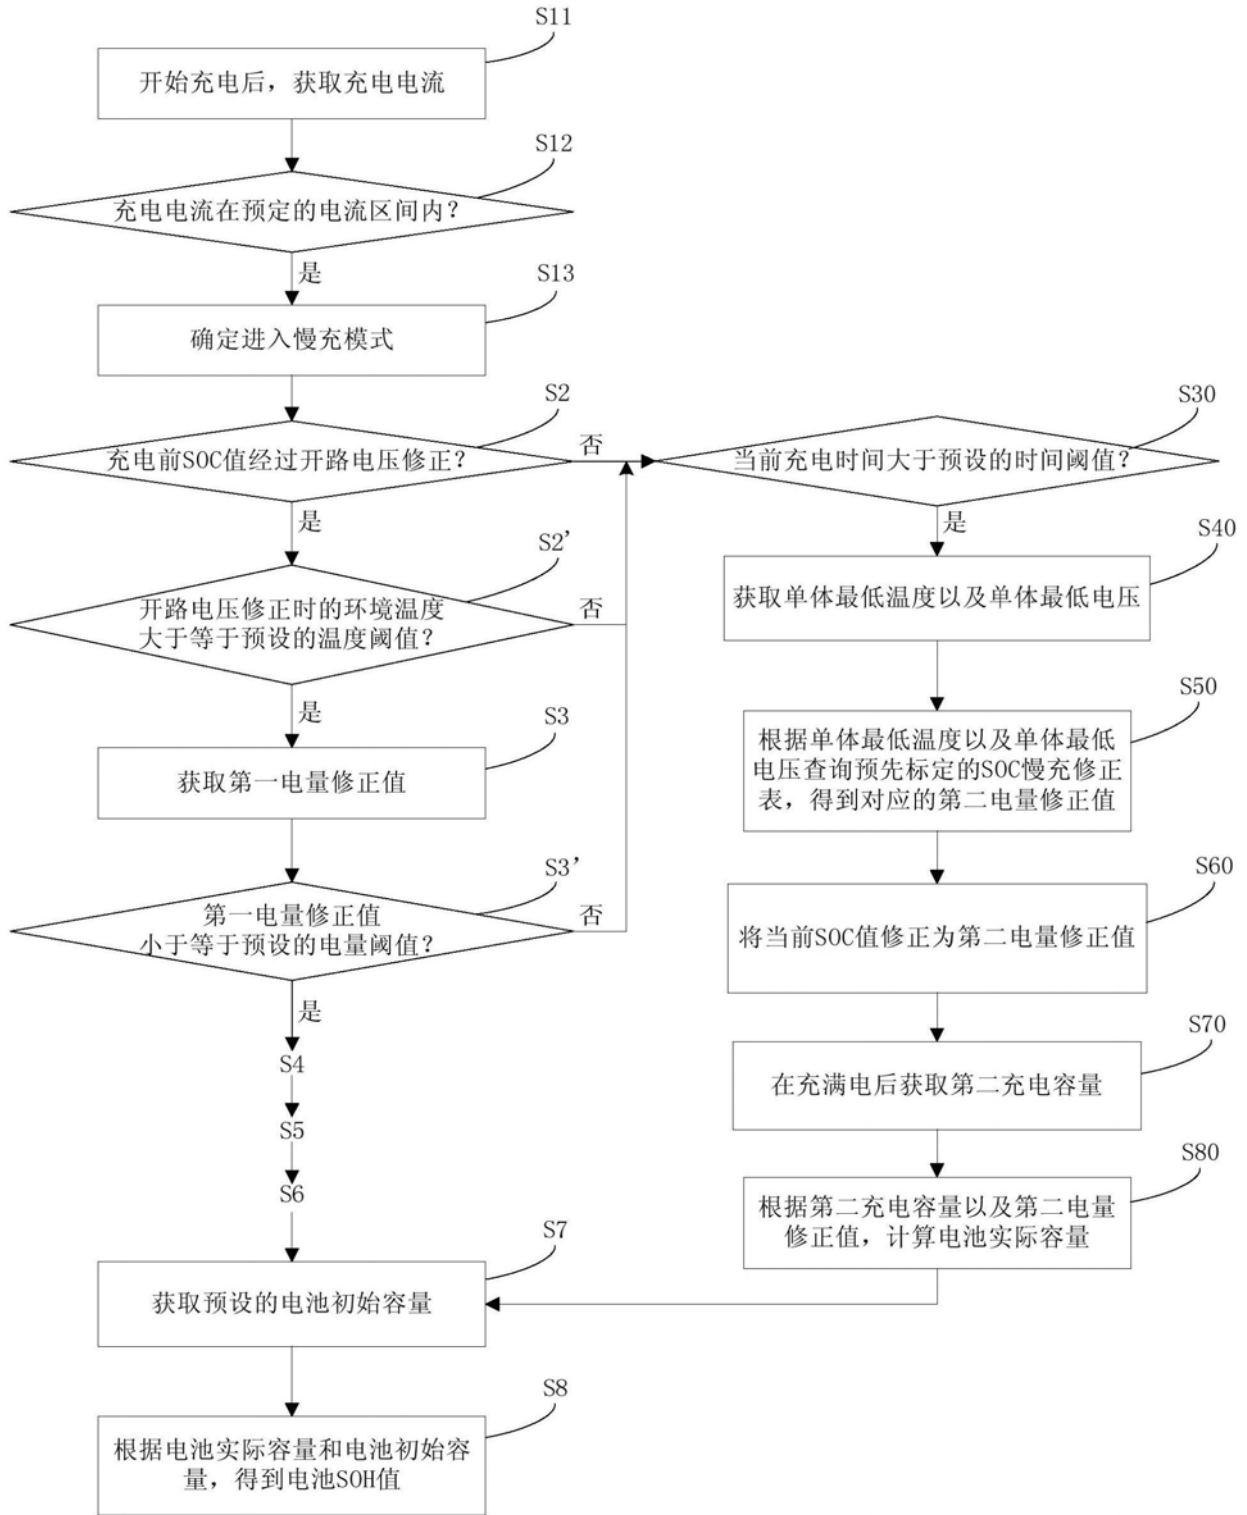 S11
开始充电后，获取充电电流
S12
充电电流在预定的电流区间内？
是
S13
确定进入慢充模式
S2
充电前SOC值经过开路电压修正？
否
是
S2’
开路电压修正时的环境温度
大于等于预设的温度阈值？
否
是
S3
获取第一电量修正值
S3’
第一电量修正值
小于等于预设的电量阈值？
否
是
S4
S5
S6
S7
获取预设的电池初始容量
S8
根据电池实际容量和电池初始容
量，得到电池SOH值
S30
当前充电时间大于预设的时间阈值？
是
S40
获取单体最低温度以及单体最低电压
S50
根据单体最低温度以及单体最低
电压查询预先标定的SOC慢充修正
表，得到对应的第二电量修正值
S60
将当前SOC值修正为第二电量修正值
S70
在充满电后获取第二充电容量
S80
根据第二充电容量以及第二电量
修正值，计算电池实际容量